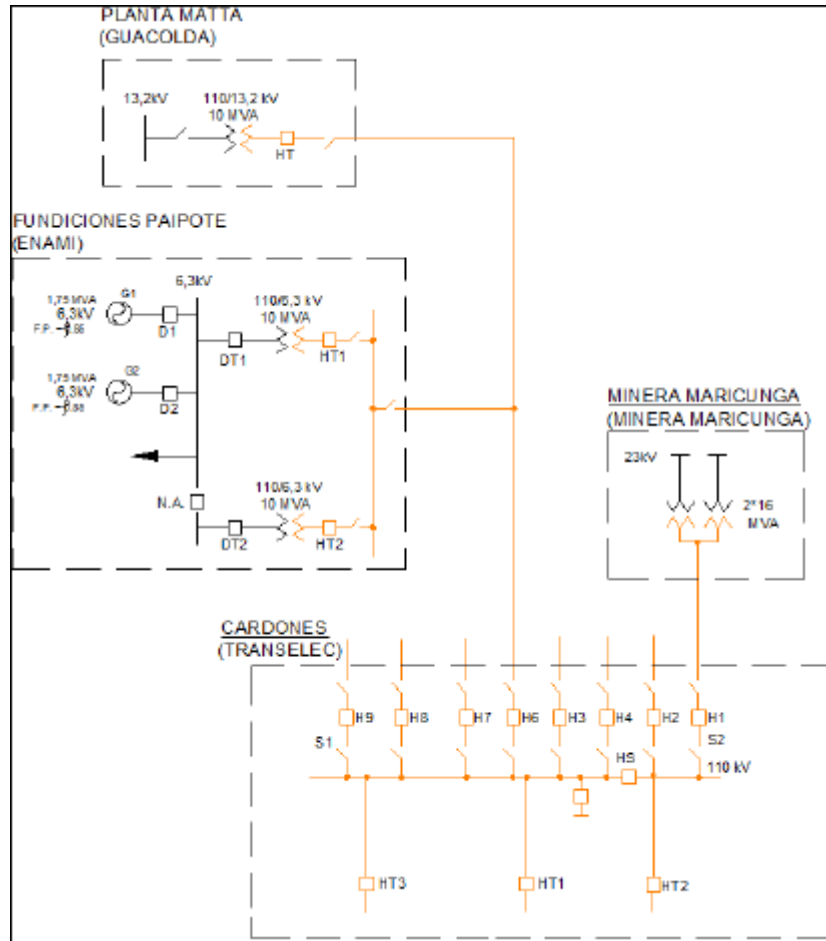 PLANTA MATTA
(GUACOLDA)
13,2kV
110/13,2 kV
10 MVA
HT
FUNDICIONES PAIPOTE
(ENAMI)
6,3kV
1,75 MVA
6,3kV
F.P.
G1
D1
110/6,3 kV
10 MVA
DT1
HT1
1,75 MVA
6,3kV
F.P.
G2
D2
N.A.
110/6,3 kV
10 MVA
DT2
HT2
MINERA MARICUNGA
(MINERA MARICUNGA)
23kV
2*16
MVA
CARDONES
(TRANSELEC)
H9
H8
H7
H6
H3
H4
H2
H1
S1
S2
HS
110 kV
HT3
HT1
HT2